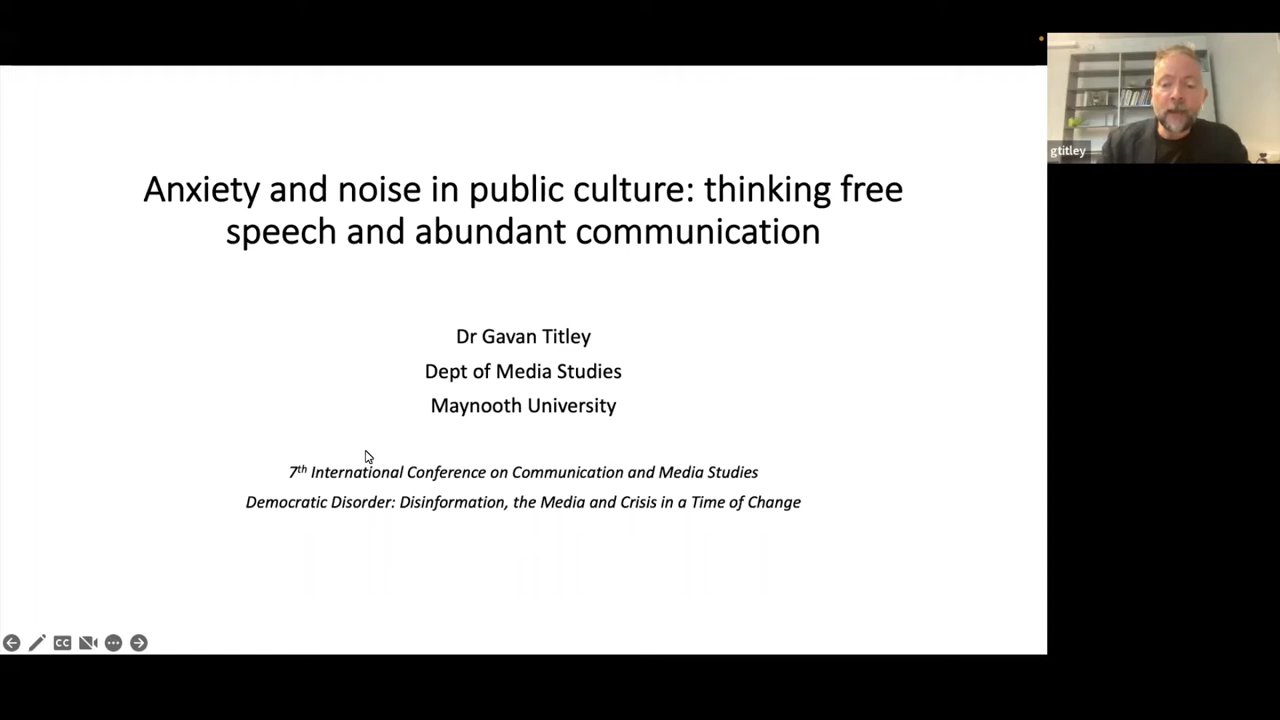 Anxiety and noise in public culture: thinking free
speech and abundant communication
Dr Gavan Titley
Dept of Media Studies
Maynooth University
7th International Conference on Communication and Media Studies
Democratic Disorder: Disinformation, the Media and Crisis in a Time of Change
gtitley
CC